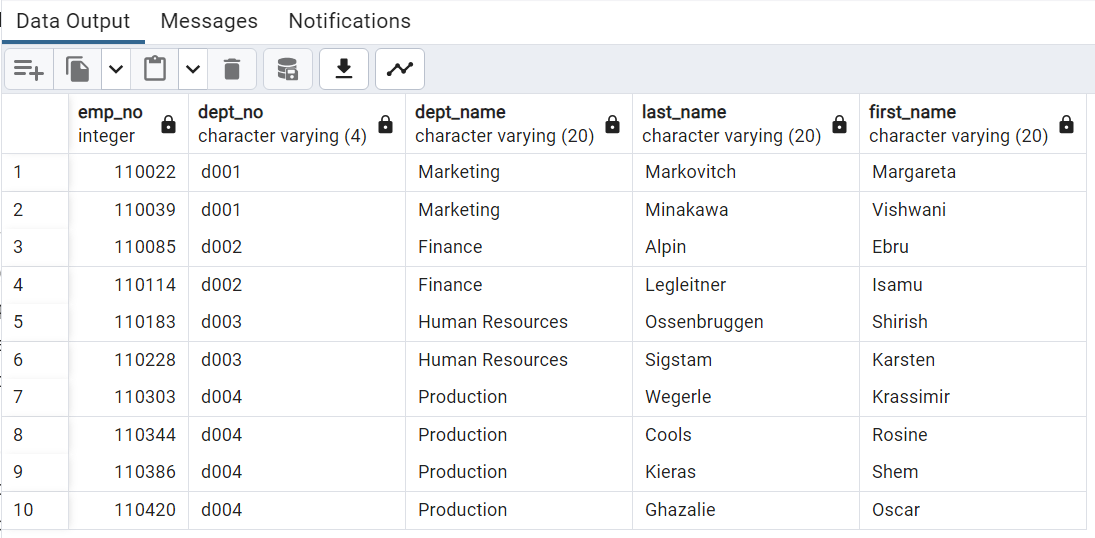 Data Output Messages Notifications
emp_no dept_no dept_name last_name first_name
integer character varying (4) character varying (20) character varying (20) character varying (20)
1 110022 d001 Marketing Markovitch Margareta
2 110039 d001 Marketing Minakawa Vishwani
3 110085 d002 Finance Alpin Ebru
4 110114 d002 Finance Legleitner Isamu
5 110183 d003 Human Resources Ossenbruggen Shirish
6 110228 d003 Human Resources Sigstam Karsten
7 110303 d004 Production Wegerle Krassimir
8 110344 d004 Production Cools Rosine
9 110386 d004 Production Kieras Shem
10 110420 d004 Production Ghazalie Oscar